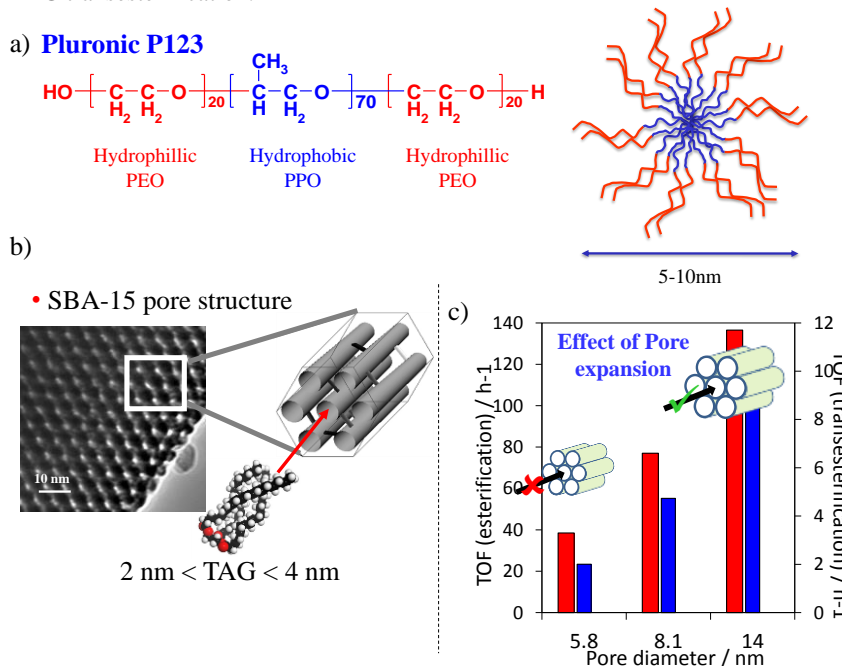 a) Pluronic P123
CH3
HO C C O 20 C C O 70 C C O 20 H
H2 H2 H H2 H2 H2
Hydrophillic Hydrophobic Hydrophillic
PEO PPO PEO
5-10nm
b)
• SBA-15 pore structure
10 nm
2 nm < TAG < 4 nm
c)
Effect of Pore
expansion
TOF (esterification) / h-1
140
120
100
80
60
40
20
0
12
10
8
6
4
2
0
TOF (transesterification) / h-1
5.8 8.1 14
Pore diameter / nm